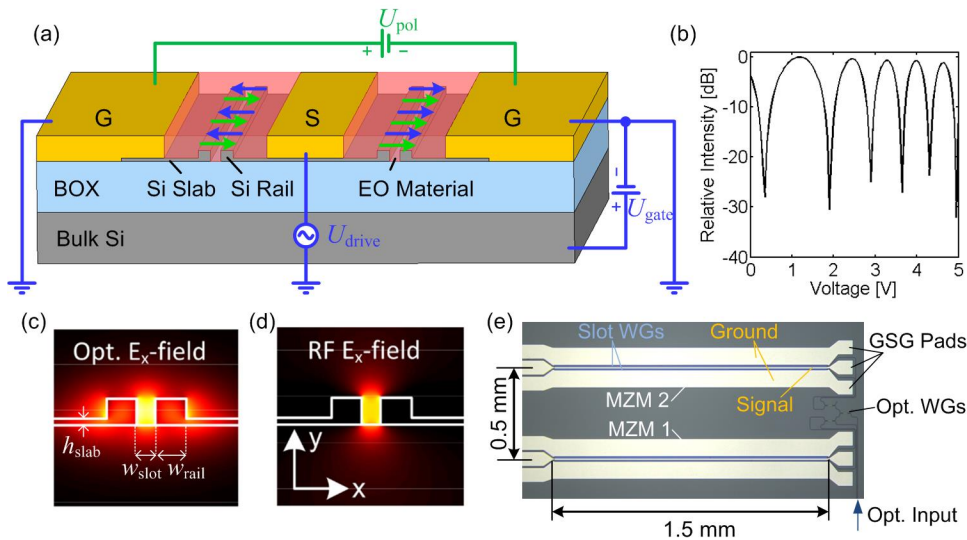 (a)
U_pol
+ −
G
S
G
Si Slab
Si Rail
EO Material
BOX
Bulk Si
U_drive
-
+
U_gate
(b)
Relative Intensity [dB]
0
-10
-20
-30
-40
0 1 2 3 4 5
Voltage [V]
(c)
Opt. E_x-field
h_slab
w_slot w_rail
(d)
RF E_x-field
y
x
(e)
Slot WGs
Ground
GSG Pads
MZM 2
Signal
Opt. WGs
MZM 1
0.5 mm
1.5 mm
Opt. Input